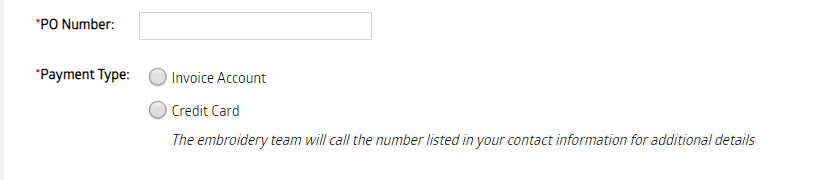 *PO Number:
*Payment Type:
Invoice Account
Credit Card
The embroidery team will call the number listed in your contact information for additional details